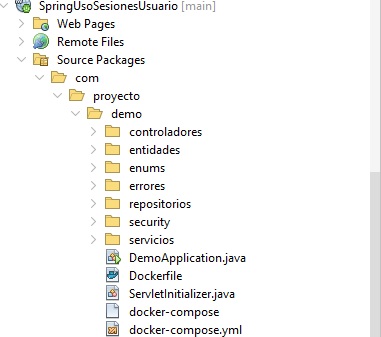 SpringUsoSesionesUsuario [main]
Web Pages
Remote Files
Source Packages
com
proyecto
demo
controladores
entidades
enums
errores
repositorios
security
servicios
DemoApplication.java
Dockerfile
ServletInitializer.java
docker-compose
docker-compose.yml